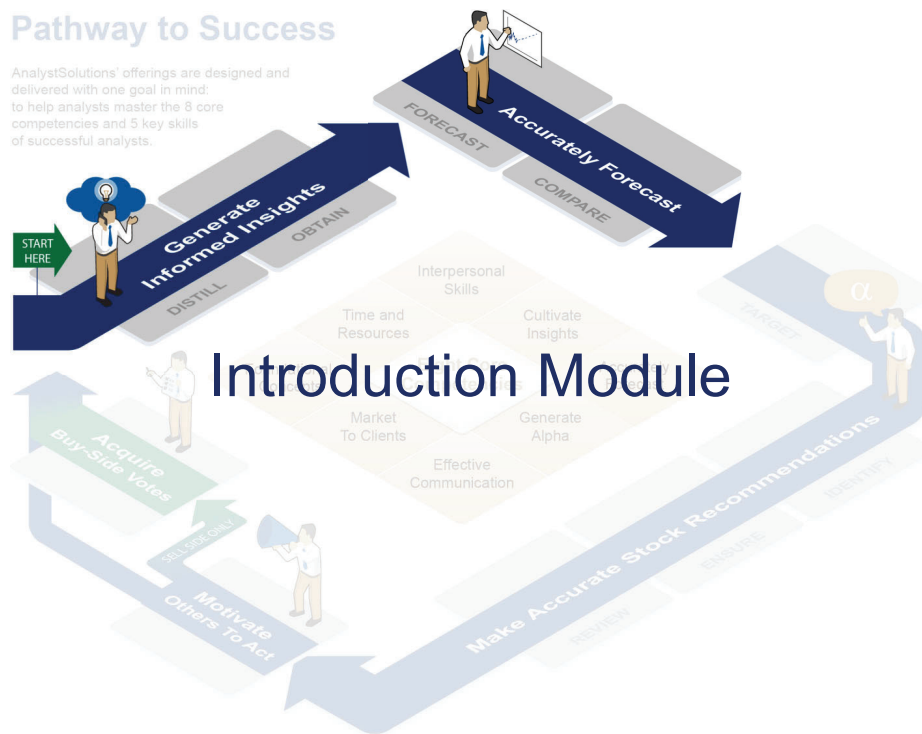 Pathway to Success
AnalystSolutions' offerings are designed and
delivered with one goal in mind:
to help analysts master the 8 core
competencies and 5 key skills
of successful analysts.
FORECAST
Accurately Forecast
COMPARE
START
HERE
Generate
Informed Insights
DISTILL
OBTAIN
Interpersonal
Skills
Time and
Resources
Cultivate
Insights
TARGET
α
Introduction Module
Market
To Clients
Generate
Alpha
Effective
Communication
Acquire
Buy-Side Votes
SELL SIDE ONLY
Motivate
Others To Act
Make Accurate Stock Recommendations
REVIEW
ENSURE
IDENTIFY